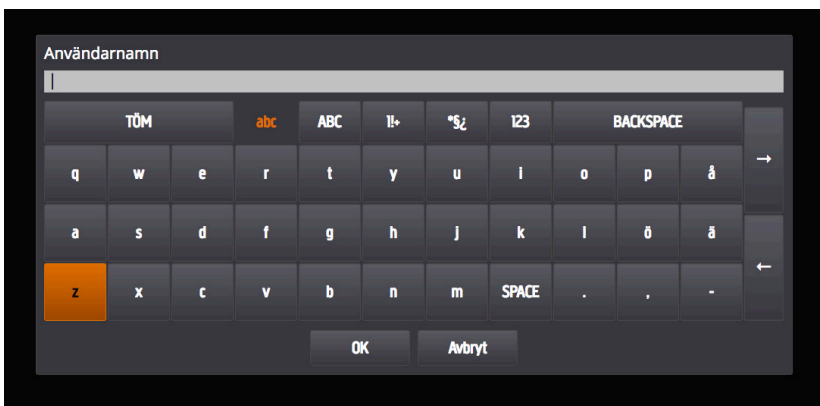 Användarnamn
TÖM abc ABC 1!+ *§¿ 123 BACKSPACE
q w e r t y u i o p å →
a s d f g h j k l ö ä
z x c v b n m SPACE . , - ←
OK Avbryt